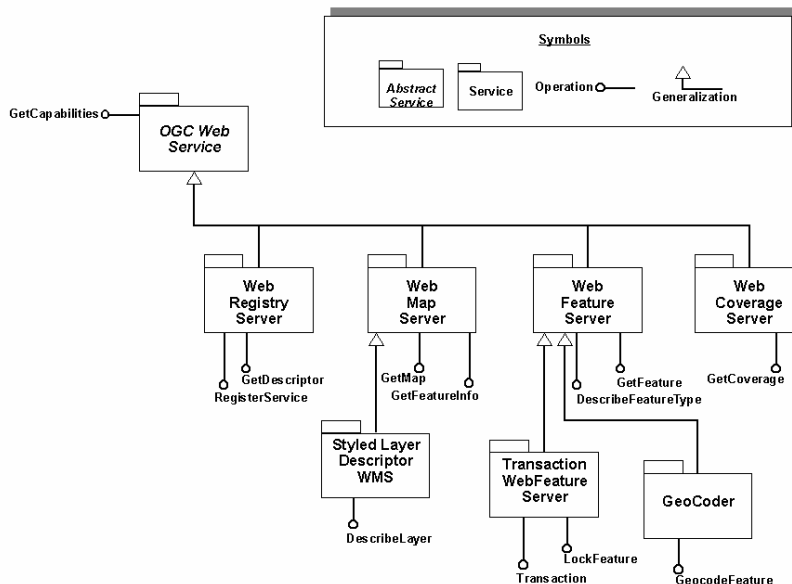 Symbols
Abstract
Service
Service
Operation
Generalization
GetCapabilities
OGC Web
Service
Web
Registry
Server
Web
Map
Server
Web
Feature
Server
Web
Coverage
Server
GetDescriptor
RegisterService
GetMap
GetFeatureInfo
GetFeature
DescribeFeatureType
GetCoverage
Styled Layer
Descriptor
WMS
Transaction
WebFeature
Server
GeoCoder
DescribeLayer
LockFeature
Transaction
GeocodeFeature